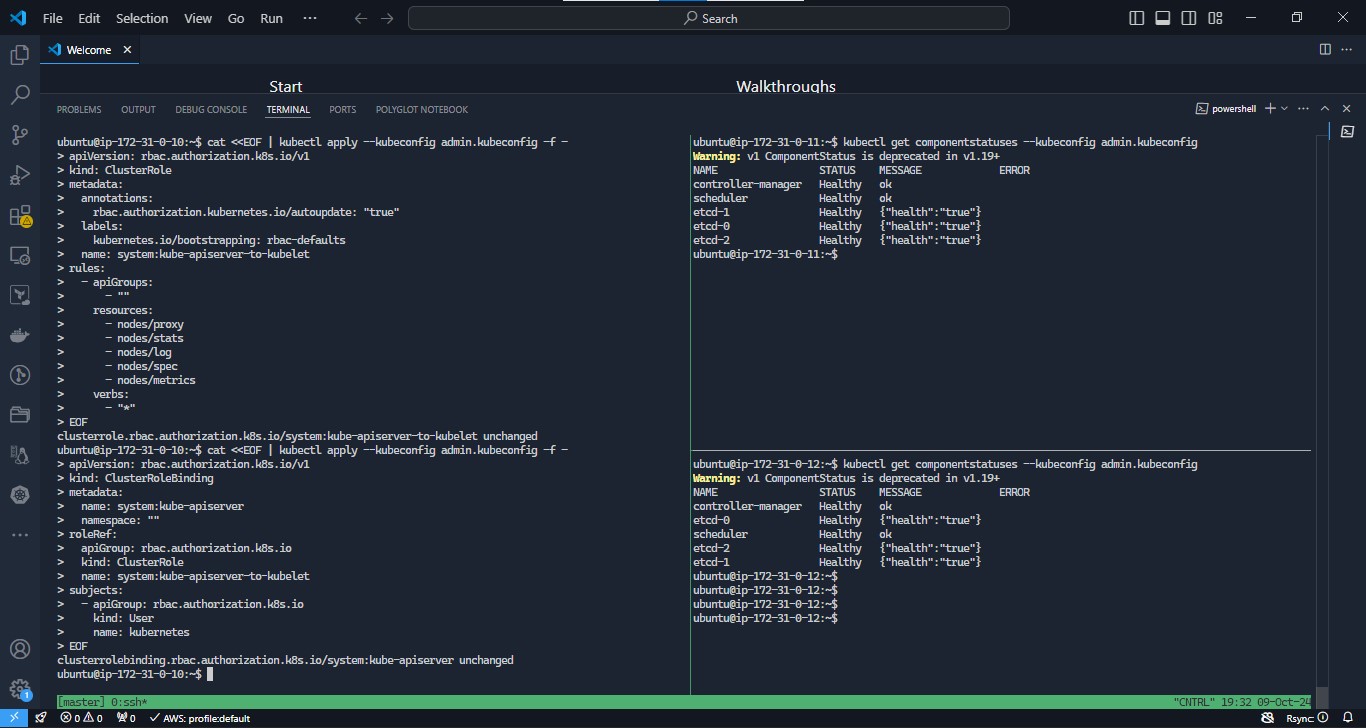 File Edit Selection View Go Run ··· Search
Welcome
Start
Walkthroughs
PROBLEMS OUTPUT DEBUG CONSOLE TERMINAL PORTS POLYGLOT NOTEBOOK
powershell
ubuntu@ip-172-31-0-10:~$ cat <<EOF | kubectl apply --kubeconfig admin.kubeconfig -f -
> apiVersion: rbac.authorization.k8s.io/v1
> kind: ClusterRole
> metadata:
>   annotations:
>     rbac.authorization.kubernetes.io/autoupdate: "true"
>   labels:
>     kubernetes.io/bootstrapping: rbac-defaults
>   name: system:kube-apiserver-to-kubelet
> rules:
>   - apiGroups:
>       - ""
>     resources:
>       - nodes/proxy
>       - nodes/stats
>       - nodes/log
>       - nodes/spec
>       - nodes/metrics
>     verbs:
>       - "*"
> EOF
clusterrole.rbac.authorization.k8s.io/system:kube-apiserver-to-kubelet unchanged
ubuntu@ip-172-31-0-10:~$ cat <<EOF | kubectl apply --kubeconfig admin.kubeconfig -f -
> apiVersion: rbac.authorization.k8s.io/v1
> kind: ClusterRoleBinding
> metadata:
>   name: system:kube-apiserver
>   namespace: ""
> roleRef:
>   apiGroup: rbac.authorization.k8s.io
>   kind: ClusterRole
>   name: system:kube-apiserver-to-kubelet
> subjects:
>   - apiGroup: rbac.authorization.k8s.io
>     kind: User
>     name: kubernetes
> EOF
clusterrolebinding.rbac.authorization.k8s.io/system:kube-apiserver unchanged
ubuntu@ip-172-31-0-10:~$
ubuntu@ip-172-31-0-11:~$ kubectl get componentstatuses --kubeconfig admin.kubeconfig
Warning: v1 ComponentStatus is deprecated in v1.19+
NAME STATUS MESSAGE ERROR
controller-manager Healthy ok
scheduler Healthy ok
etcd-1 Healthy {"health":"true"}
etcd-0 Healthy {"health":"true"}
etcd-2 Healthy {"health":"true"}
ubuntu@ip-172-31-0-11:~$
ubuntu@ip-172-31-0-12:~$ kubectl get componentstatuses --kubeconfig admin.kubeconfig
Warning: v1 ComponentStatus is deprecated in v1.19+
NAME STATUS MESSAGE ERROR
controller-manager Healthy ok
etcd-0 Healthy {"health":"true"}
scheduler Healthy ok
etcd-2 Healthy {"health":"true"}
etcd-1 Healthy {"health":"true"}
ubuntu@ip-172-31-0-12:~$
ubuntu@ip-172-31-0-12:~$
ubuntu@ip-172-31-0-12:~$
ubuntu@ip-172-31-0-12:~$
[master] 0:ssh* "CNTRL" 19:32 09-Oct-24
1
0 0 0 AWS: profile:default Rsync: